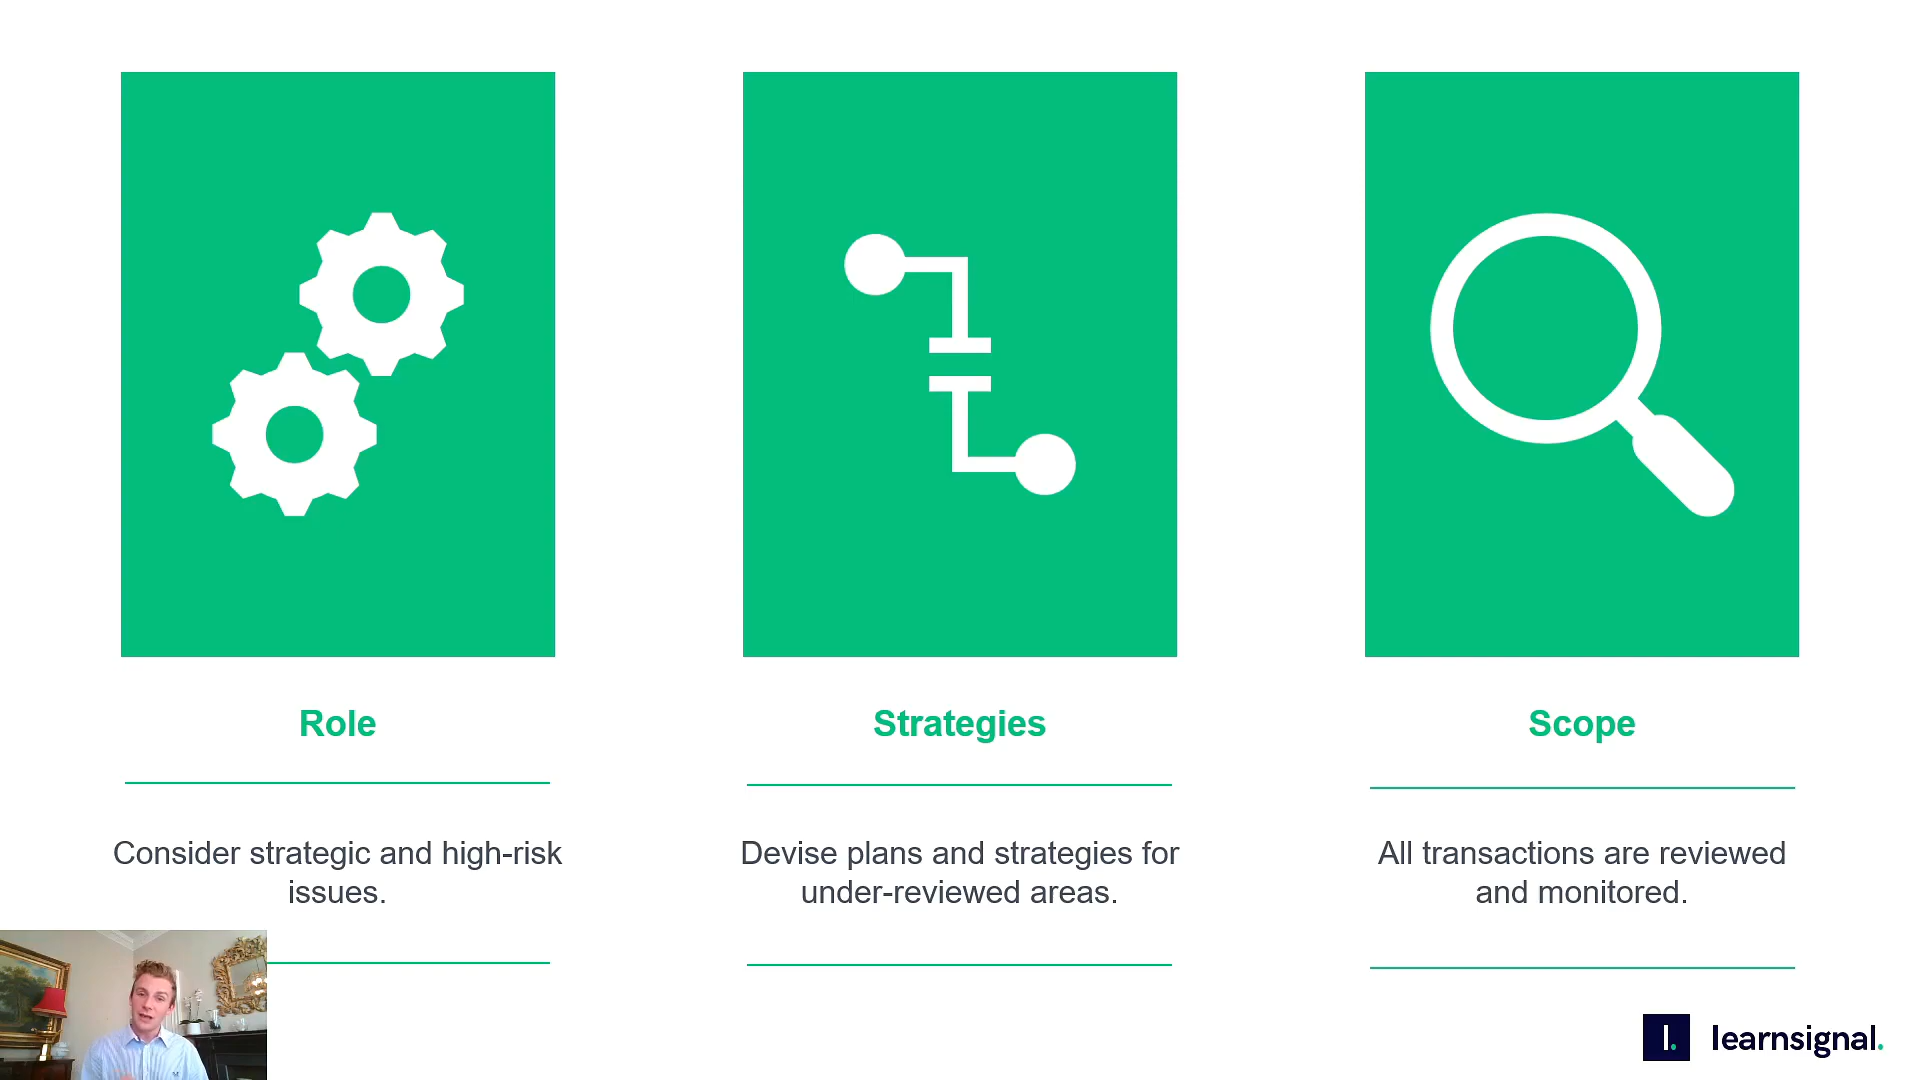 Role
Consider strategic and high-risk
issues.
Strategies
Devise plans and strategies for
under-reviewed areas.
Scope
All transactions are reviewed
and monitored.
l.
learnsignal.